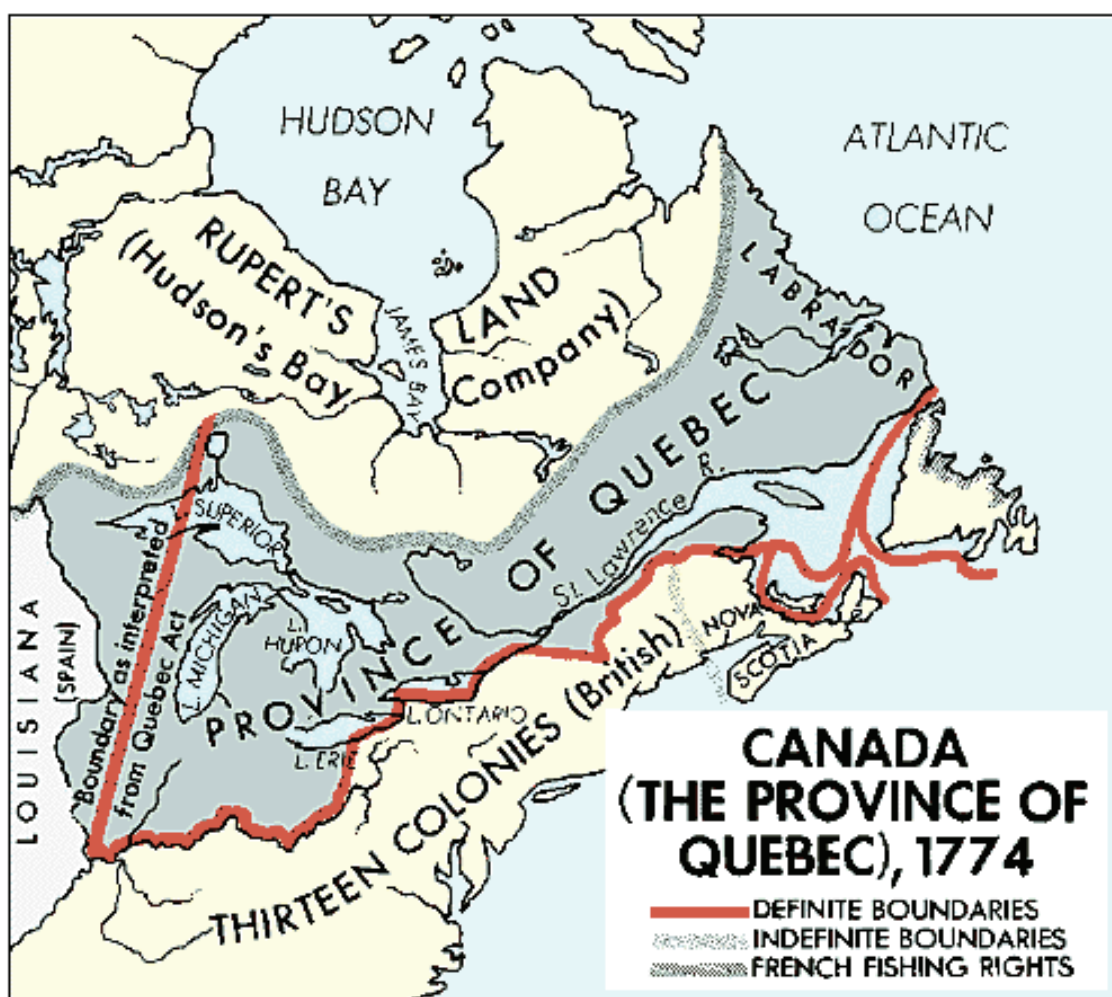 HUDSON
BAY
ATLANTIC
OCEAN
RUPERT'S
(Hudson's Bay
LAND
Company)
JAMES BAY
LABRADOR
PROVINCE OF QUEBEC
St. Lawrence R.
SUPERIOR
L. MICHIGAN
L. HURON
L. ONTARIO
L. ERIE
Boundary as interpreted
from Quebec Act
LOUISIANA
(SPAIN)
NOVA
SCOTIA
THIRTEEN COLONIES (British)
CANADA
(THE PROVINCE OF
QUEBEC), 1774
DEFINITE BOUNDARIES
INDEFINITE BOUNDARIES
FRENCH FISHING RIGHTS